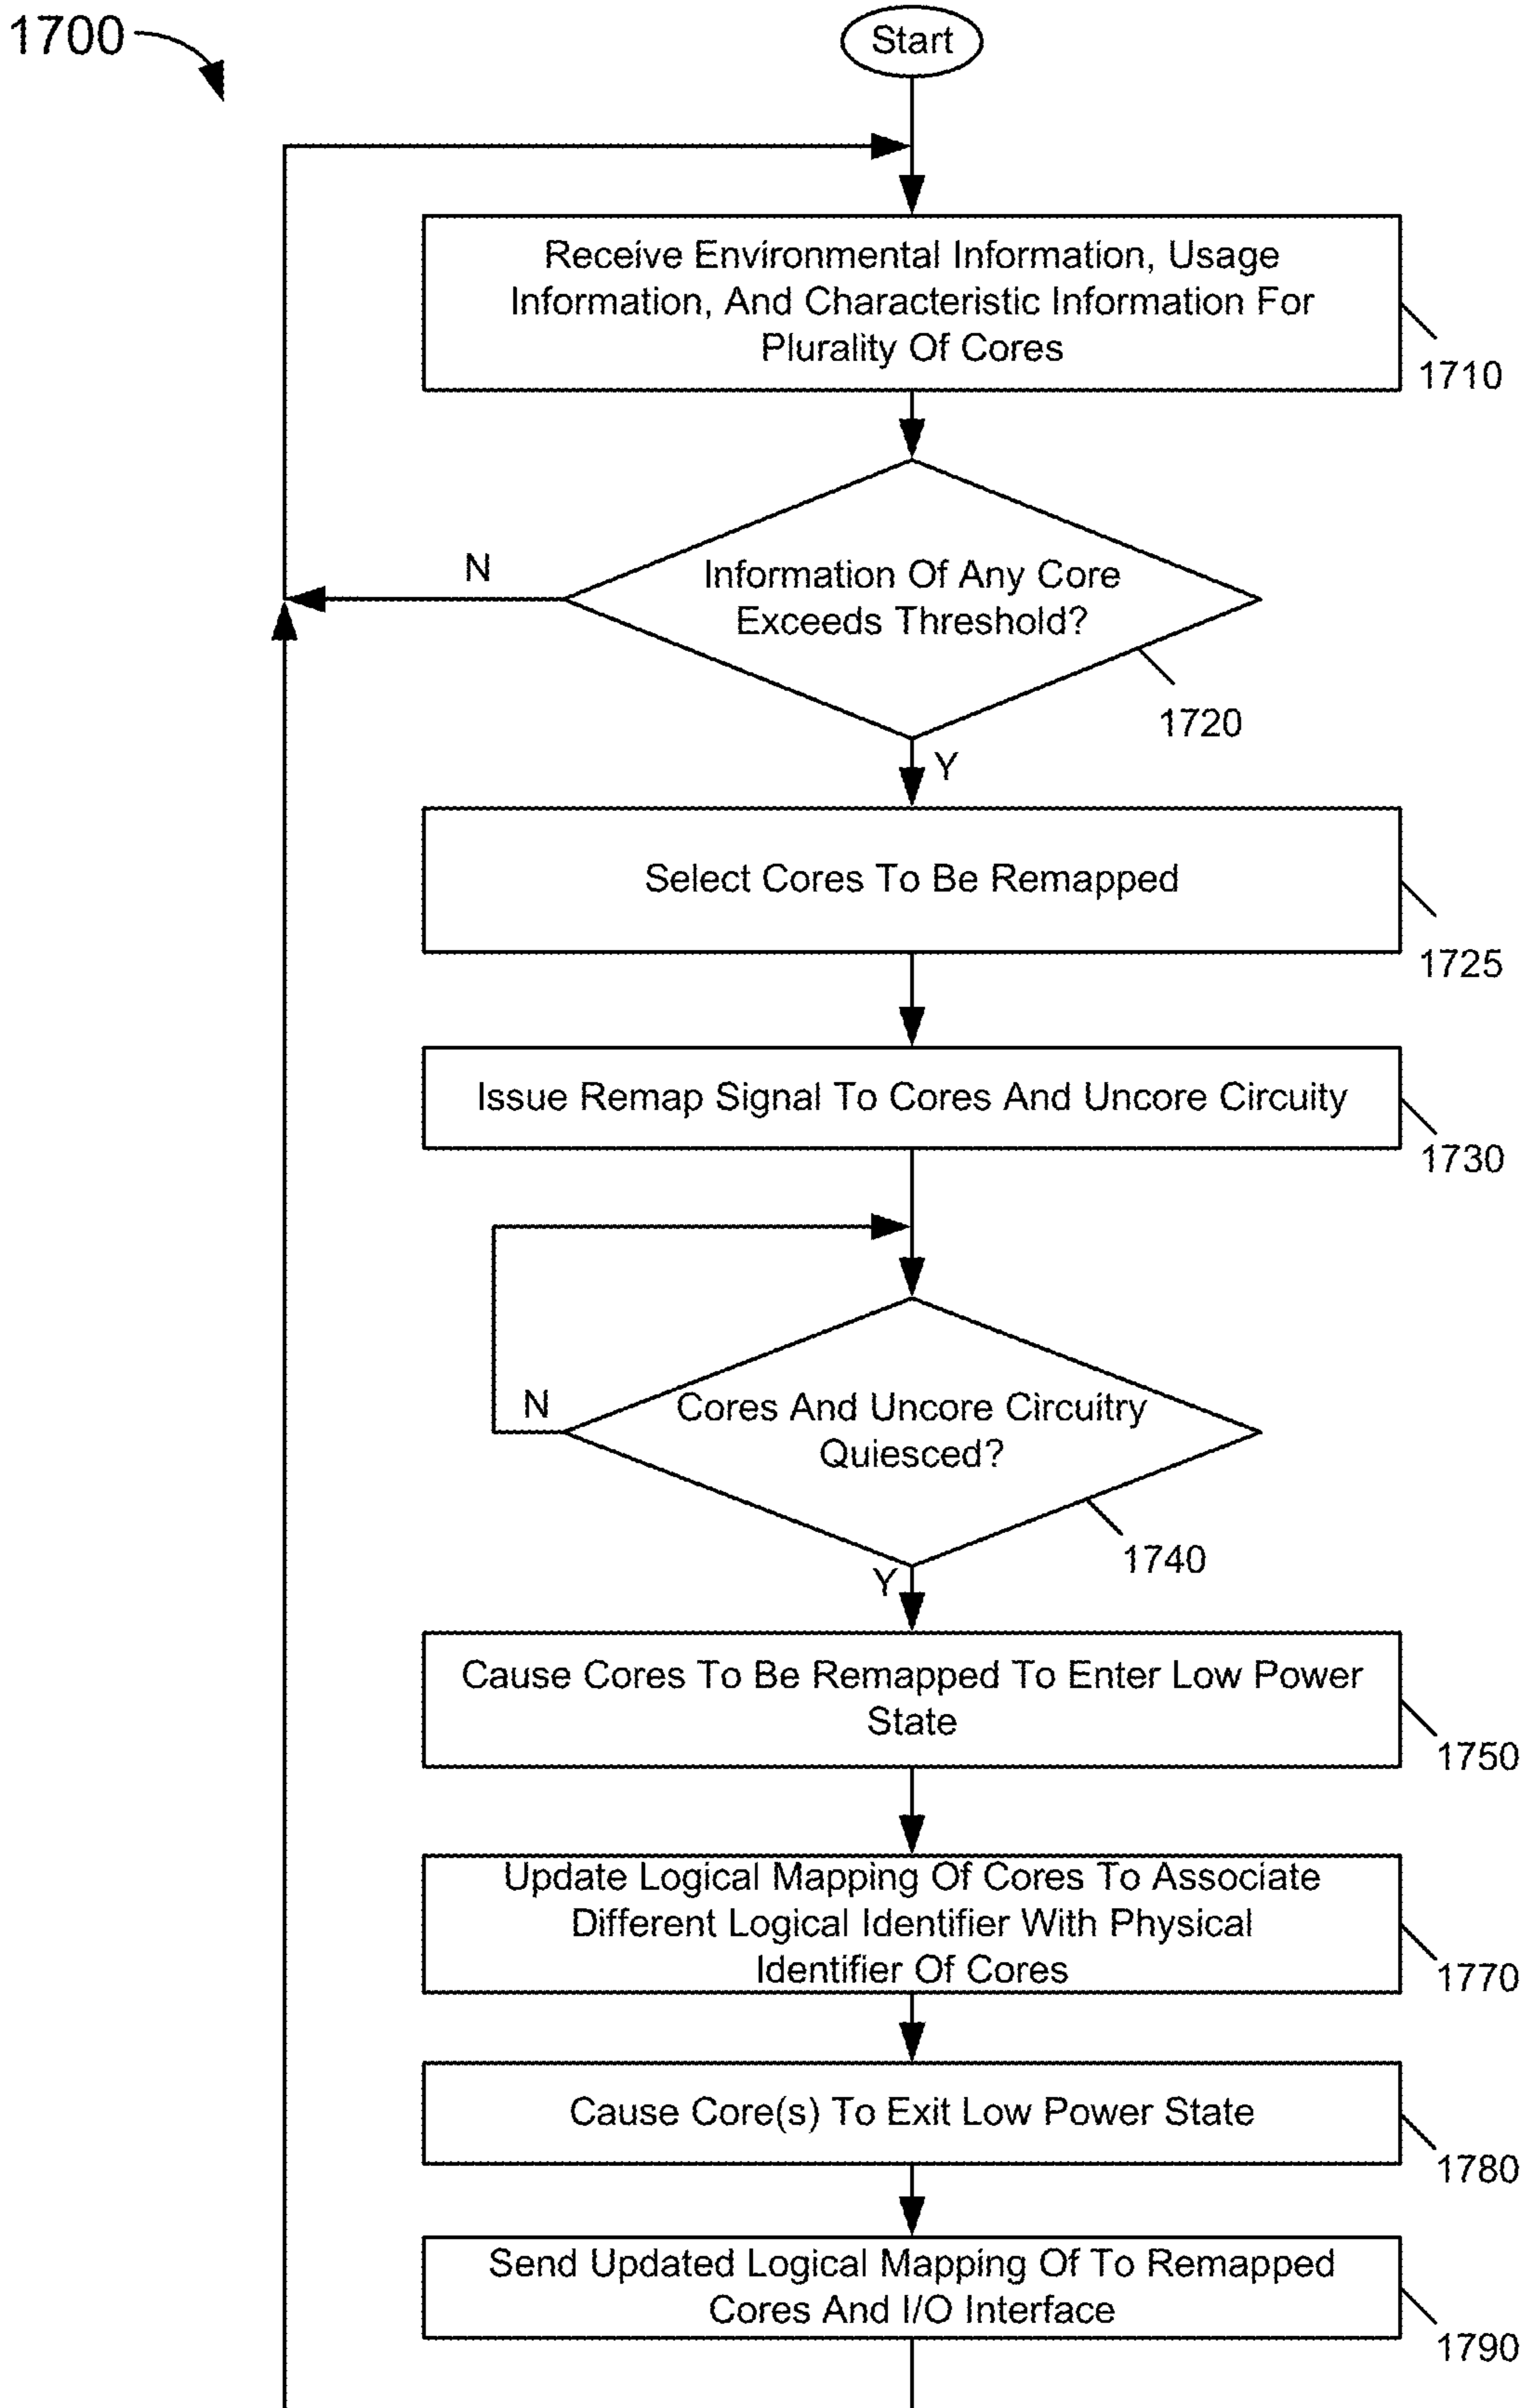 1700
Start
Receive Environmental Information, Usage
Information, And Characteristic Information For
Plurality Of Cores
1710
N
Information Of Any Core
Exceeds Threshold?
1720
Y
Select Cores To Be Remapped
1725
Issue Remap Signal To Cores And Uncore Circuity
1730
N
Cores And Uncore Circuitry
Quiesced?
1740
Y
Cause Cores To Be Remapped To Enter Low Power
State
1750
Update Logical Mapping Of Cores To Associate
Different Logical Identifier With Physical
Identifier Of Cores
1770
Cause Core(s) To Exit Low Power State
1780
Send Updated Logical Mapping Of To Remapped
Cores And I/O Interface
1790